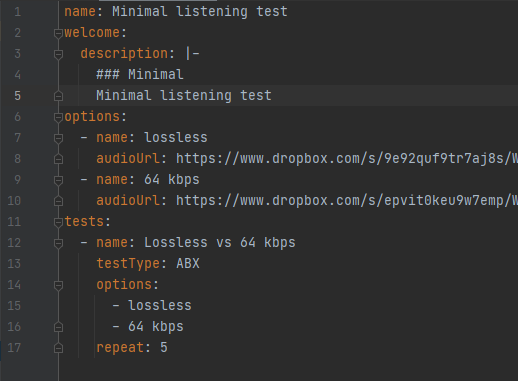 1 name: Minimal listening test
2 welcome:
3 description: |-
4 ### Minimal
5 Minimal listening test
6 options:
7 - name: lossless
8 audioUrl: https://www.dropbox.com/s/9e92quf9tr7aj8s/W
9 - name: 64 kbps
10 audioUrl: https://www.dropbox.com/s/epvit0keu9w7emp/W
11 tests:
12 - name: Lossless vs 64 kbps
13 testType: ABX
14 options:
15 - lossless
16 - 64 kbps
17 repeat: 5